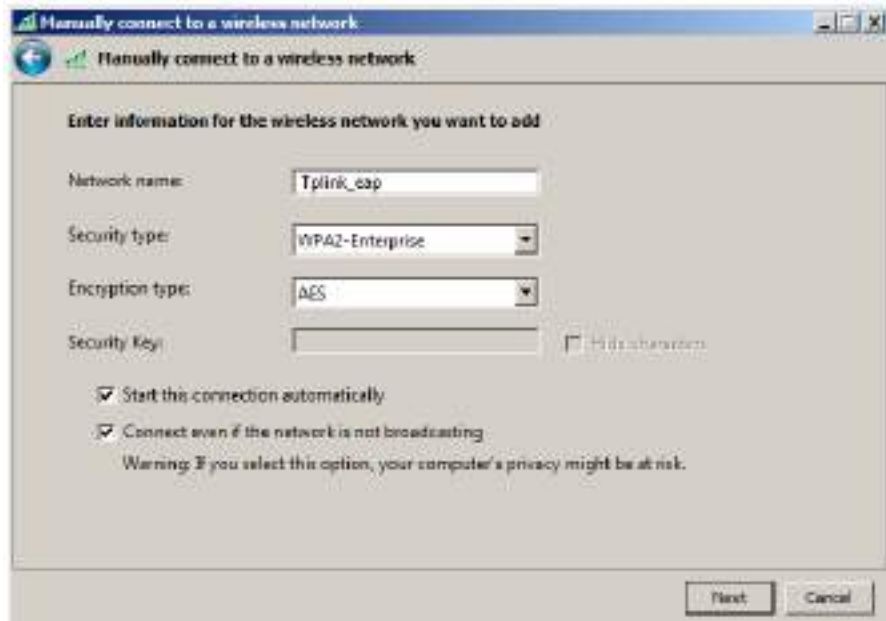 Manually connect to a wireless network
Manually connect to a wireless network
Enter information for the wireless network you want to add
Network name: Tplink_eap
Security type: WPA2-Enterprise
Encryption type: AES
Security Key: Hide characters
Start this connection automatically
Connect even if the network is not broadcasting
Warning: If you select this option, your computer's privacy might be at risk.
Next Cancel